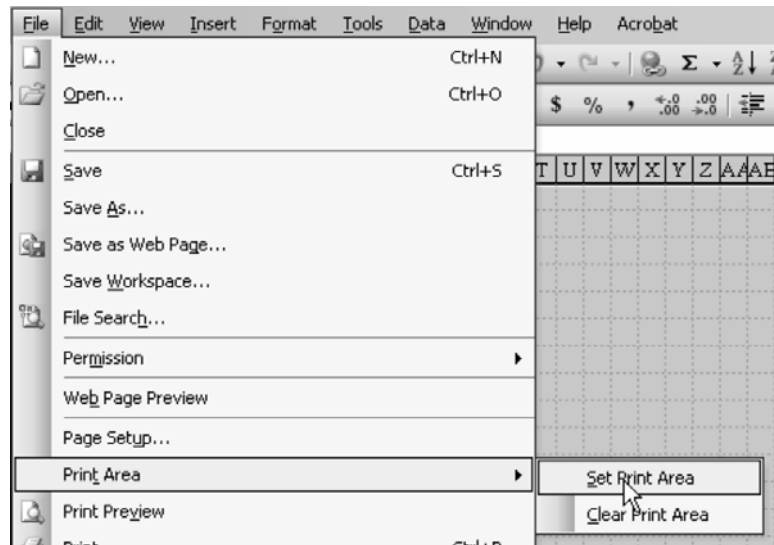 File Edit View Insert Format Tools Data Window Help Acrobat
New... Ctrl+N
Open... Ctrl+O
$ % , .00
Close
T U V W X Y Z AA AB
Save Ctrl+S
Save As...
Save as Web Page...
Save Workspace...
File Search...
Permission
Web Page Preview
Page Setup...
Print Area
Set Print Area
Print Preview
Clear Print Area